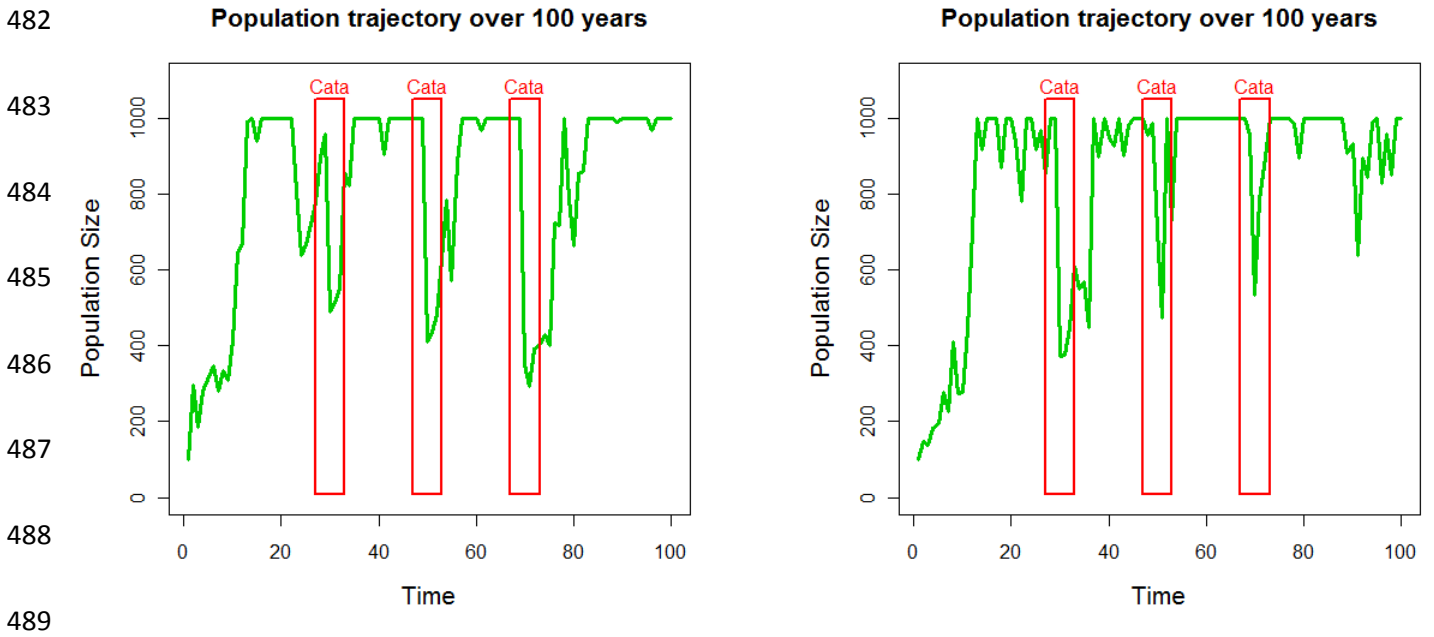 482
Population trajectory over 100 years
Population trajectory over 100 years
483
Cata Cata Cata
Cata Cata Cata
484
485
486
487
488
489
Population Size
1000
800
600
400
200
0
0 20 40 60 80 100
Time
Population Size
1000
800
600
400
200
0
0 20 40 60 80 100
Time